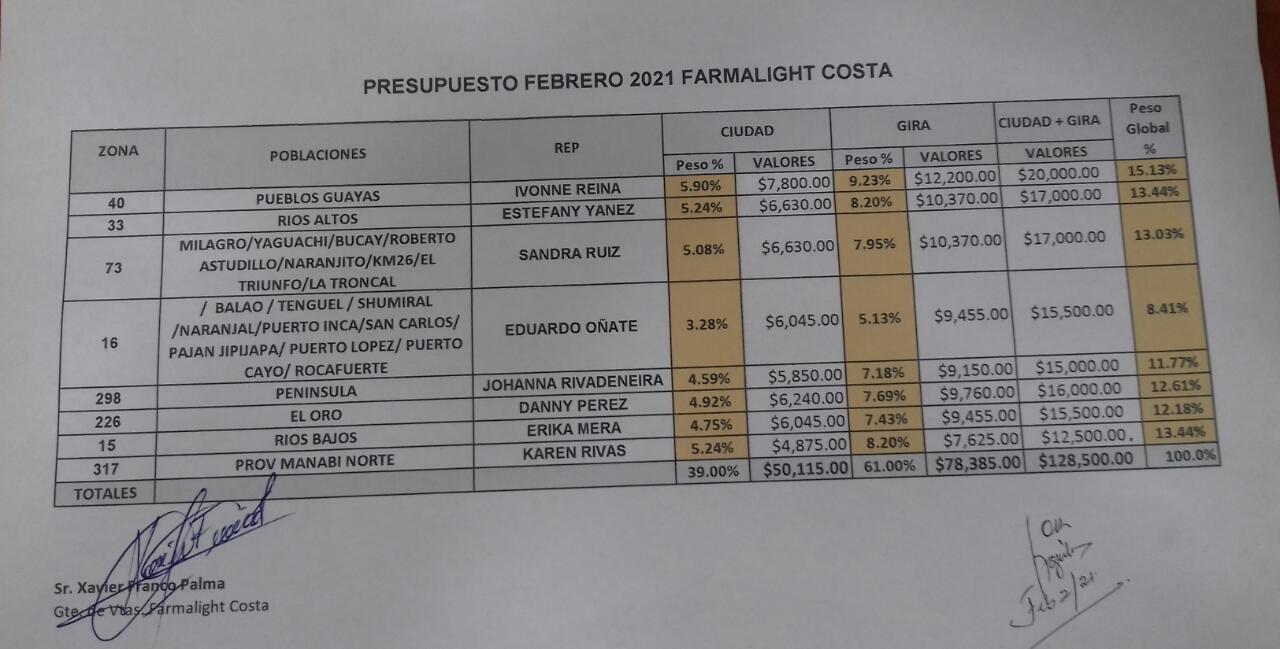 PRESUPUESTO FEBRERO 2021 FARMALIGHT COSTA
ZONA POBLACIONES REP CIUDAD GIRA CIUDAD + GIRA Peso Global %
Peso % VALORES Peso % VALORES VALORES
40 PUEBLOS GUAYAS IVONNE REINA 5.90% $7,800.00 9.23% $12,200.00 $20,000.00 15.13%
33 RIOS ALTOS ESTEFANY YANEZ 5.24% $6,630.00 8.20% $10,370.00 $17,000.00 13.44%
73 MILAGRO/YAGUACHI/BUCAY/ROBERTO
ASTUDILLO/NARANJITO/KM26/EL
TRIUNFO/LA TRONCAL SANDRA RUIZ 5.08% $6,630.00 7.95% $10,370.00 $17,000.00 13.03%
16 / BALAO / TENGUEL / SHUMIRAL
/NARANJAL/PUERTO INCA/SAN CARLOS/
PAJAN JIPIJAPA/ PUERTO LOPEZ/ PUERTO
CAYO/ ROCAFUERTE EDUARDO OÑATE 3.28% $6,045.00 5.13% $9,455.00 $15,500.00 8.41%
298 PENINSULA JOHANNA RIVADENEIRA 4.59% $5,850.00 7.18% $9,150.00 $15,000.00 11.77%
226 EL ORO DANNY PEREZ 4.92% $6,240.00 7.69% $9,760.00 $16,000.00 12.61%
15 RIOS BAJOS ERIKA MERA 4.75% $6,045.00 7.43% $9,455.00 $15,500.00 12.18%
317 PROV MANABI NORTE KAREN RIVAS 5.24% $4,875.00 8.20% $7,625.00 $12,500.00. 13.44%
TOTALES 39.00% $50,115.00 61.00% $78,385.00 $128,500.00 100.0%
Sr. Xavier Franco Palma
Gte. de Vtas. Farmalight Costa
Feb 2/21.